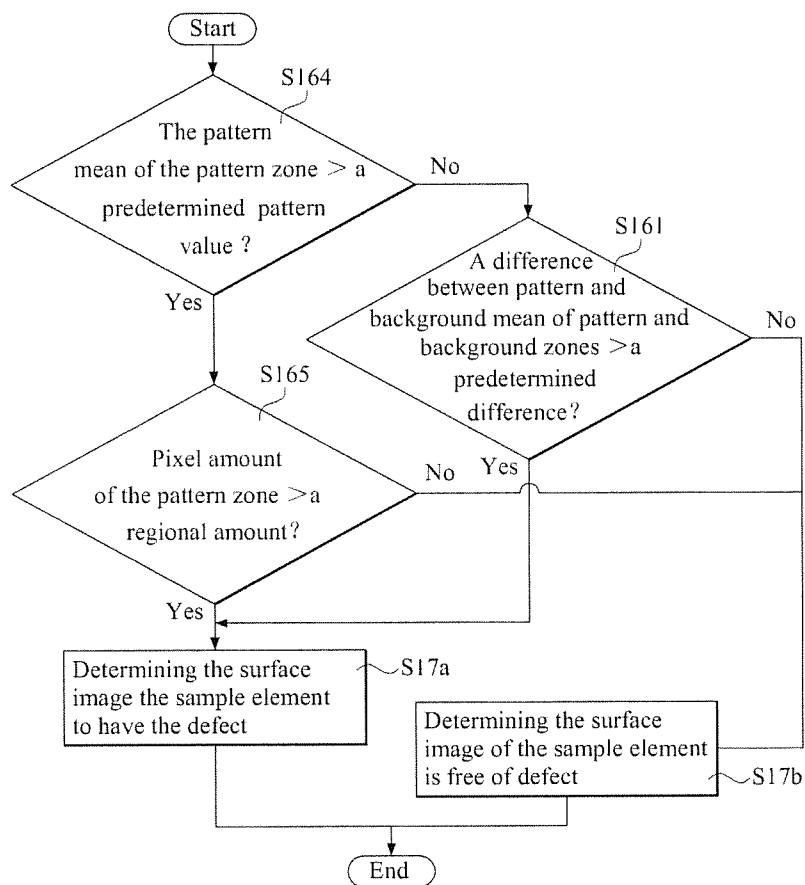 Start
S164
The pattern
mean of the pattern zone > a
predetermined pattern
value ?
No
Yes
S161
A difference
between pattern and
background mean of pattern and
background zones >a
predetermined
difference?
No
Yes
S165
Pixel amount
of the pattern zone >a
regional amount?
No
Yes
Determining the surface
image the sample element
to have the defect
S17a
Determining the surface
image of the sample element
is free of defect
S17b
End